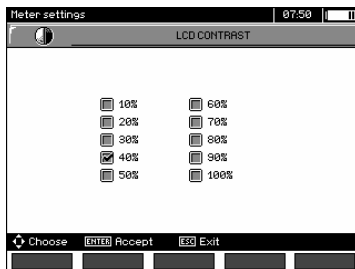 Meter settings 07:50
LCD CONTRAST
10% 60%
20% 70%
30% 80%
40% 90%
50% 100%
Choose ENTER Accept ESC Exit